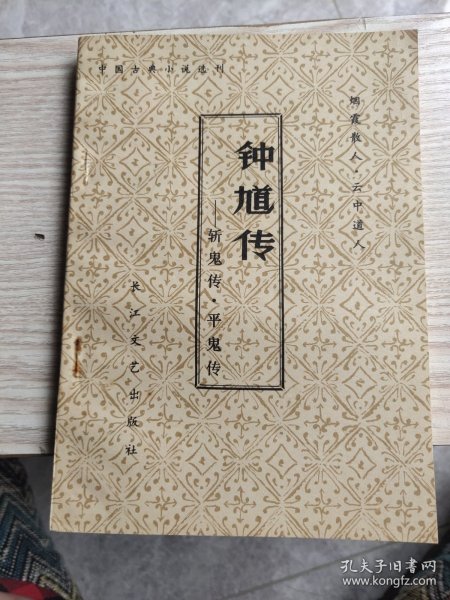 中国古典小说选刊
烟霞散人·云中道人
钟馗传
——斩鬼传·平鬼传
长江文艺出版社
孔夫子旧书网
www.kongfz.com